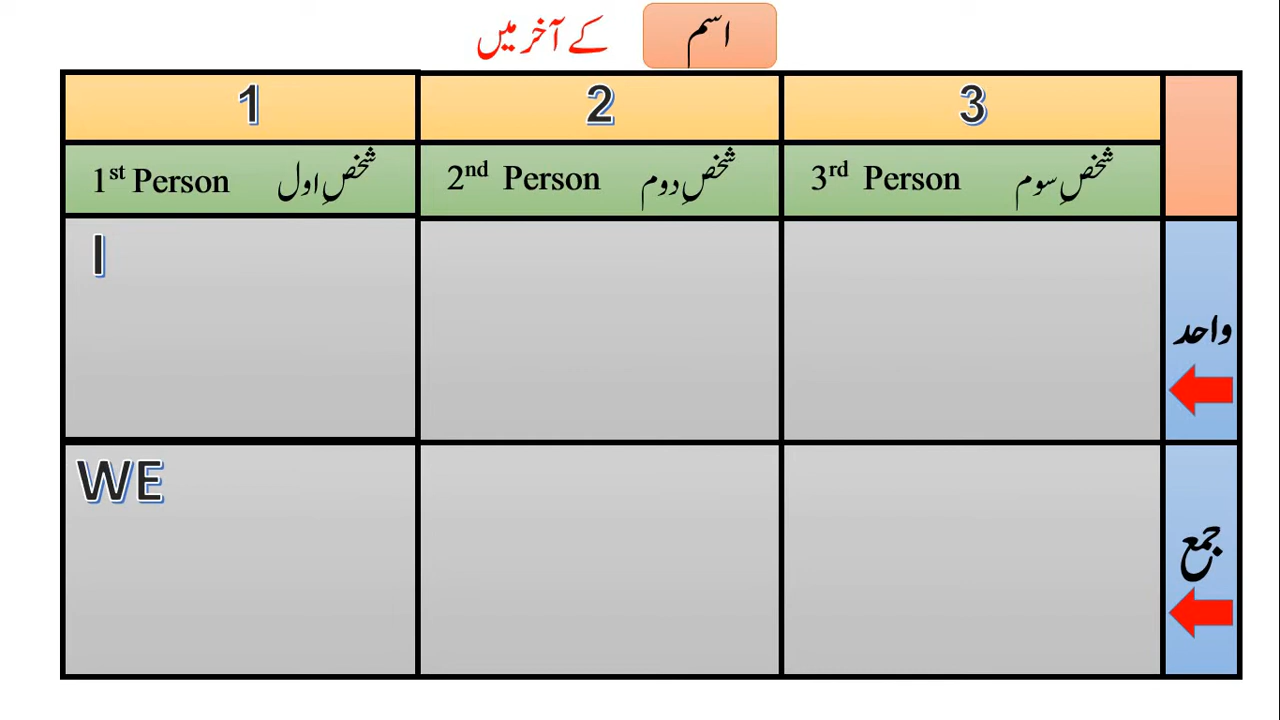 اسم کے آخر میں
1 2 3
1st Person شخصِ اول 2nd Person شخصِ دوم 3rd Person شخصِ سوم
I
واحد
WE
جمع